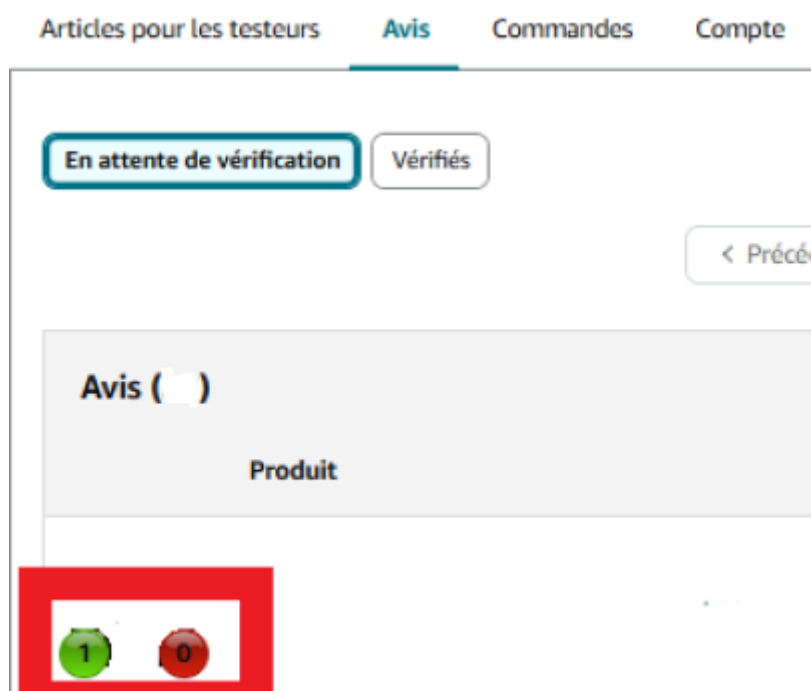 Articles pour les testeurs Avis Commandes Compte
En attente de vérification Vérifiés
< Précé
Avis ( )
Produit
1 0